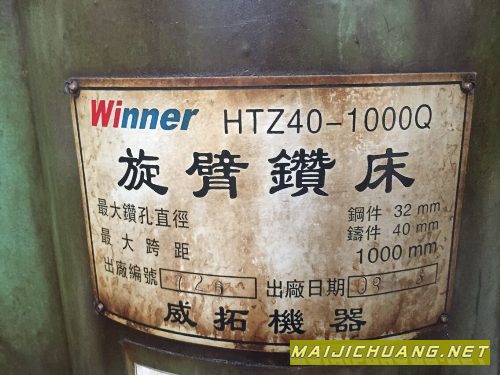 Winner HTZ40-1000Q
旋臂鑽床
最大鑽孔直徑 鋼件 32 mm
鑄件 40 mm
最大跨距 1000 mm
出廠編號 出廠日期 09
威拓機器
MAIJICHUANG.NET